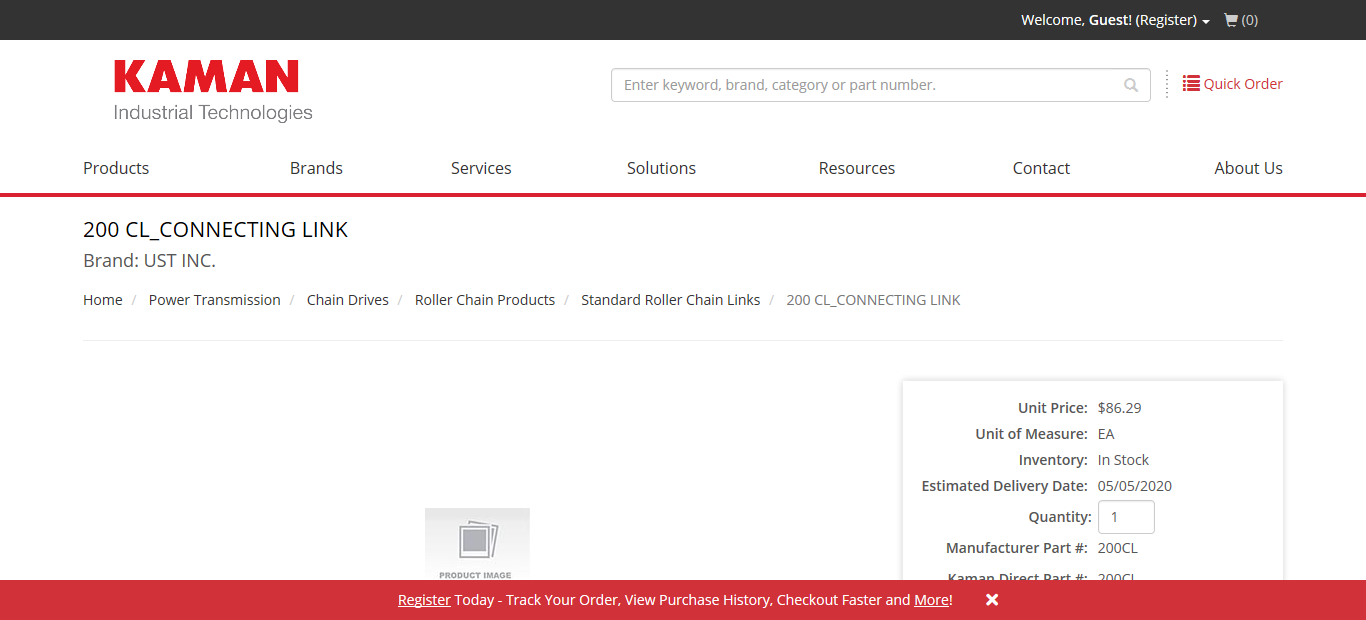 Welcome, Guest! (Register) (0)
KAMAN
Industrial Technologies
Enter keyword, brand, category or part number.
Quick Order
Products Brands Services Solutions Resources Contact About Us
200 CL_CONNECTING LINK
Brand: UST INC.
Home / Power Transmission / Chain Drives / Roller Chain Products / Standard Roller Chain Links / 200 CL_CONNECTING LINK
Unit Price: $86.29
Unit of Measure: EA
Inventory: In Stock
Estimated Delivery Date: 05/05/2020
Quantity: 1
Manufacturer Part #: 200CL
Kaman Direct Part #: 200CL
PRODUCT IMAGE
Register Today - Track Your Order, View Purchase History, Checkout Faster and More!